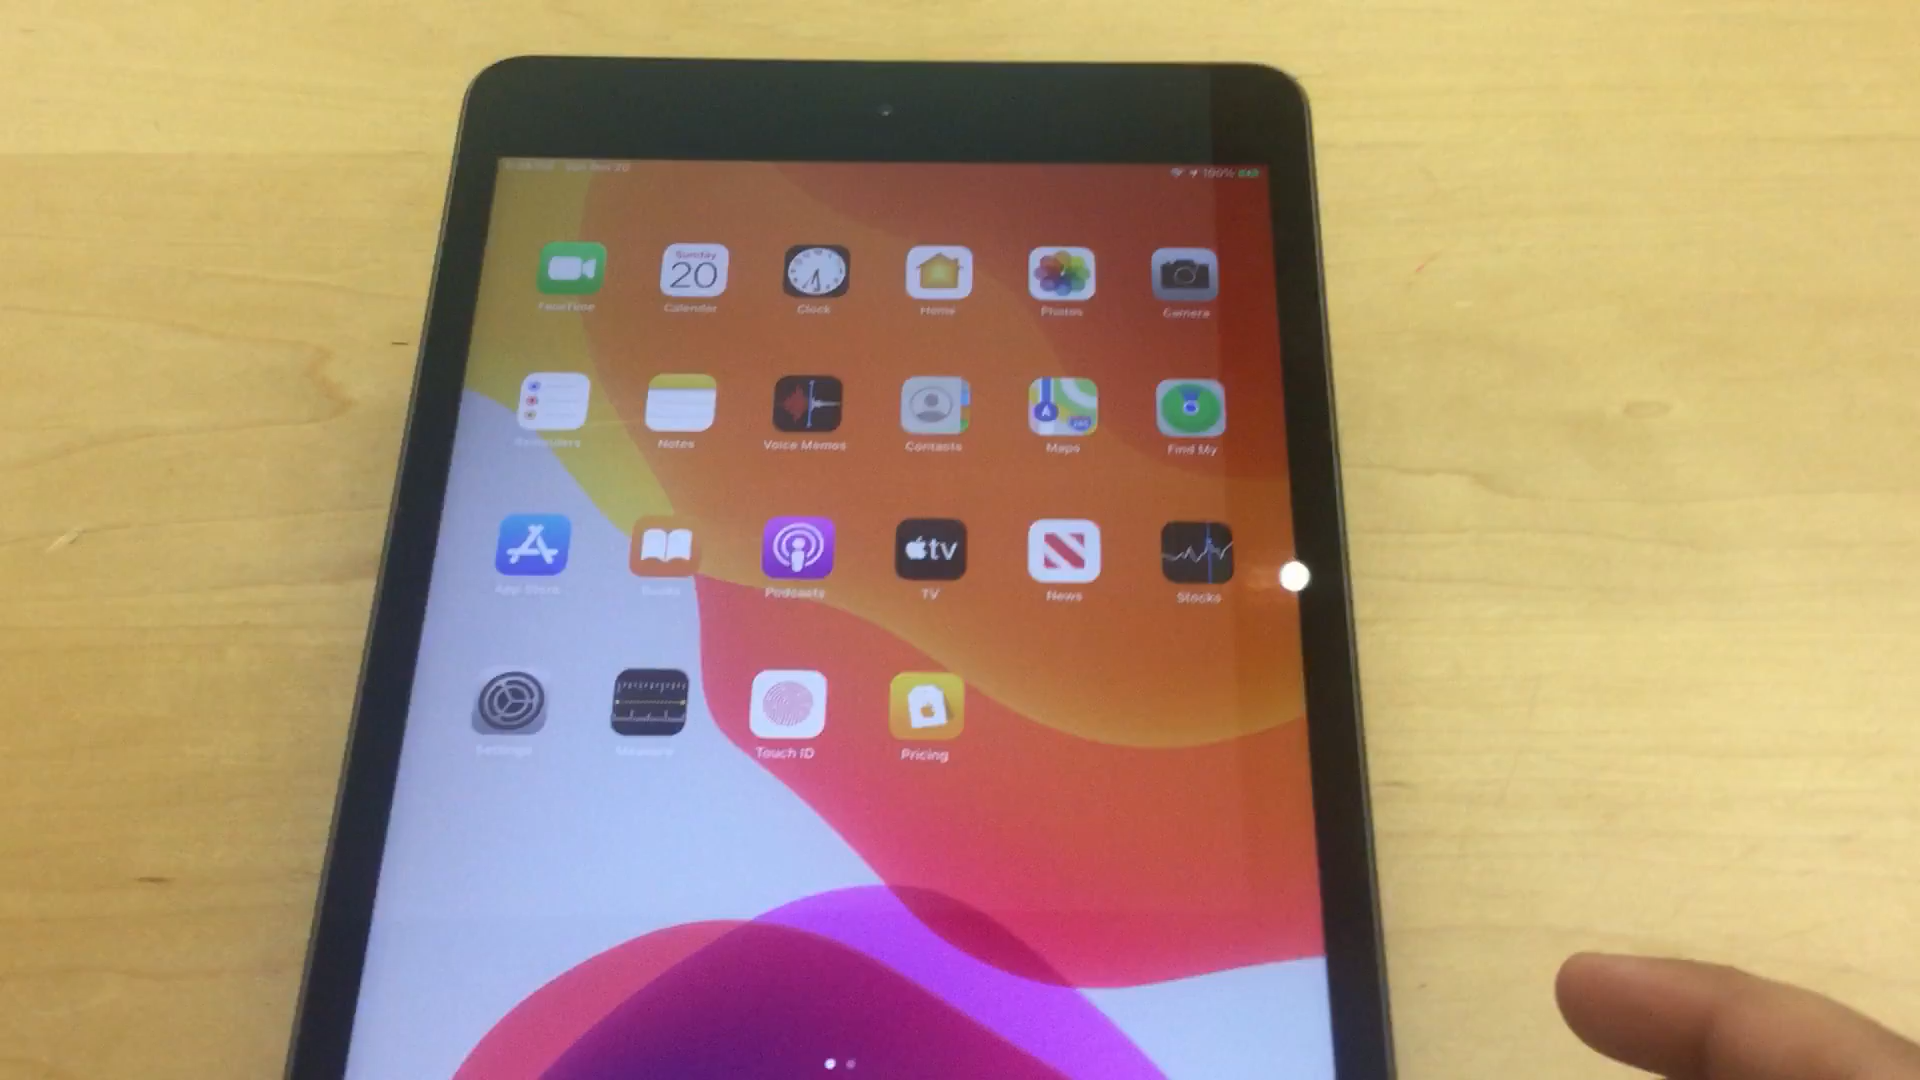 100%
Sunday
20
FaceTime Calendar Clock Home Photos Camera
Reminders Notes Voice Memos Contacts Maps Find My
tv
App Store Books Podcasts TV News Stocks
Settings Measure Touch ID Pricing